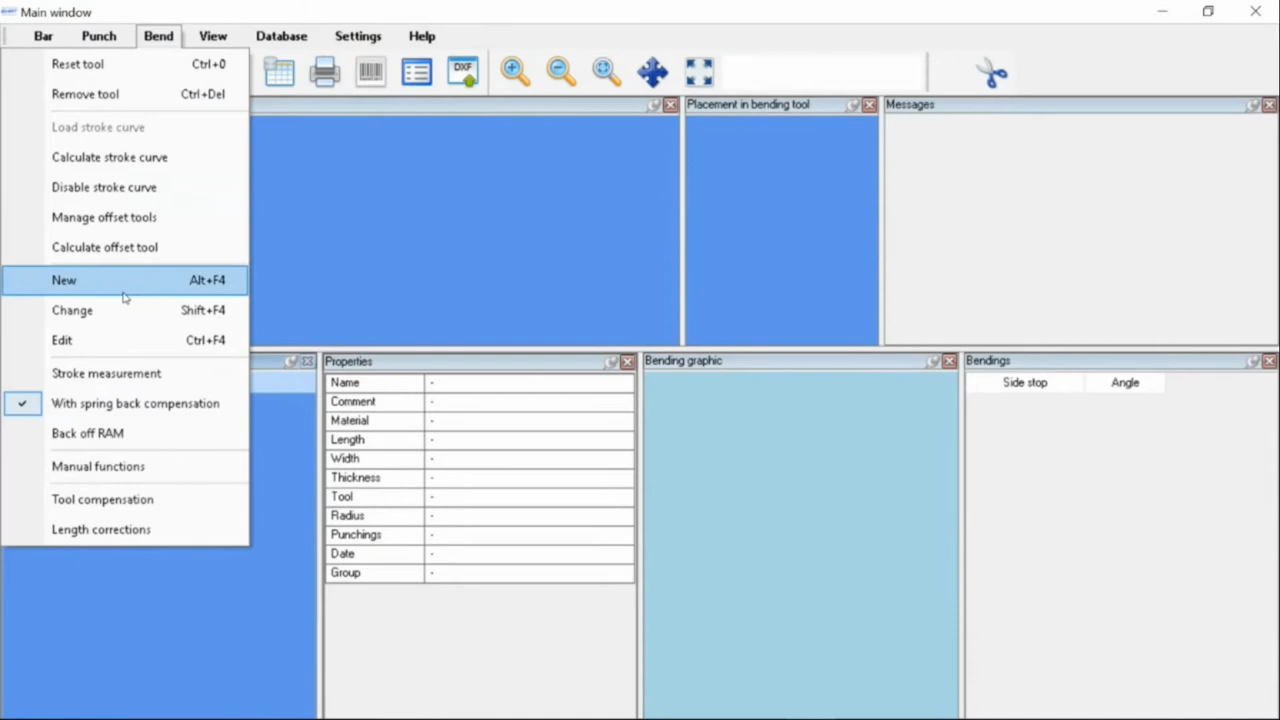 Main window
Bar Punch Bend View Database Settings Help
Reset tool Ctrl+0
Remove tool Ctrl+Del
Load stroke curve
Calculate stroke curve
Disable stroke curve
Manage offset tools
Calculate offset tool
New Alt+F4
Change Shift+F4
Edit Ctrl+F4
Stroke measurement
With spring back compensation
Back off RAM
Manual functions
Tool compensation
Length corrections
DXF
Placement in bending tool
Messages
Properties
Name -
Comment -
Material -
Length -
Width -
Thickness -
Tool -
Radius -
Punchings -
Date -
Group -
Bending graphic
Bendings
Side stop Angle